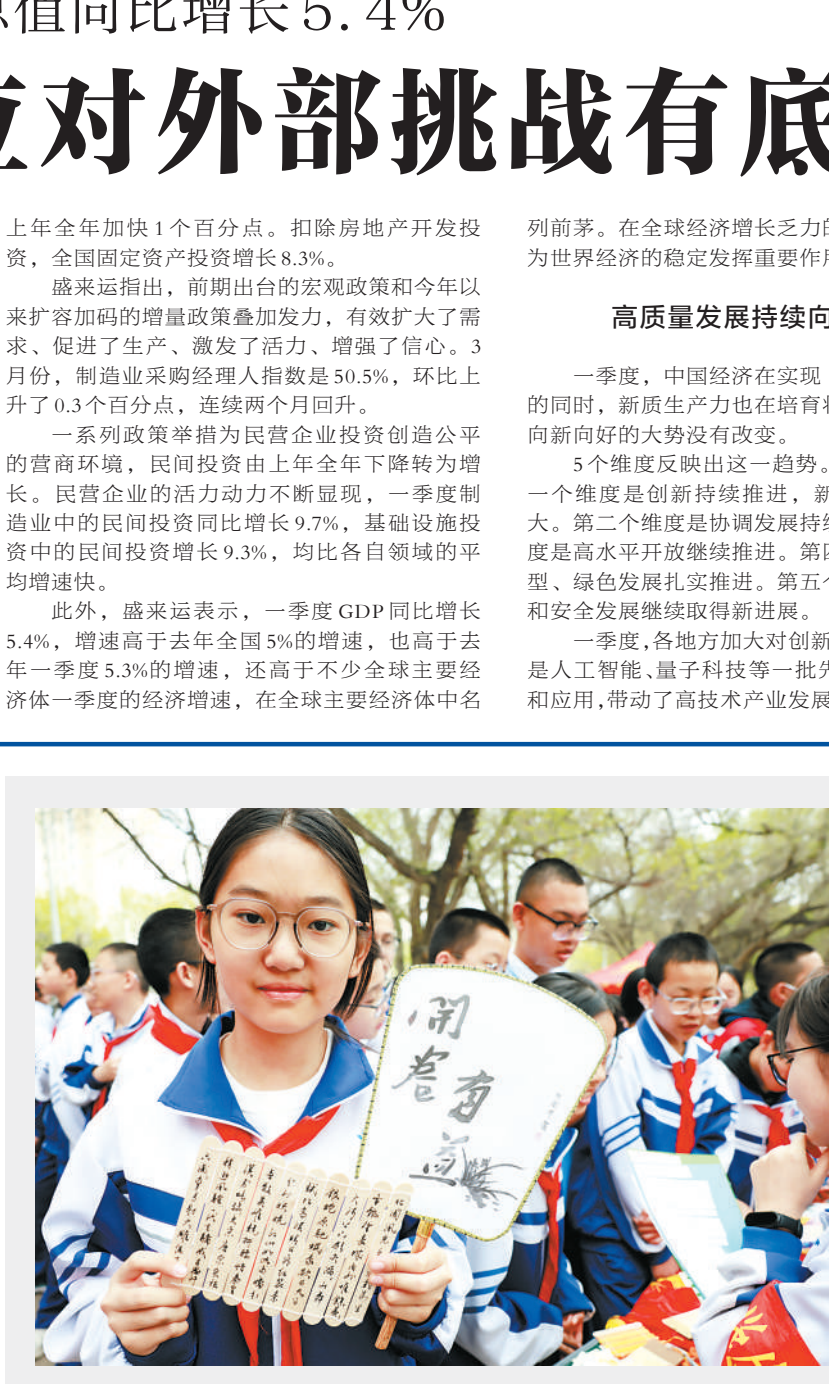 值同比增长5.4%
对外部挑战有底
上年全年加快1个百分点。扣除房地产开发投
资，全国固定资产投资增长8.3%。
盛来运指出，前期出台的宏观政策和今年以
来扩容加码的增量政策叠加发力，有效扩大了需
求、促进了生产、激发了活力、增强了信心。3
月份，制造业采购经理人指数是50.5%，环比上
升了0.3个百分点，连续两个月回升。
一系列政策举措为民营企业投资创造公平
的营商环境，民间投资由上年全年下降转为增
长。民营企业的活力动力不断显现，一季度制
造业中的民间投资同比增长9.7%，基础设施投
资中的民间投资增长9.3%，均比各自领域的平
均增速快。
此外，盛来运表示，一季度GDP同比增长
5.4%，增速高于去年全国5%的增速，也高于去
年一季度5.3%的增速，还高于不少全球主要经
济体一季度的经济增速，在全球主要经济体中名
列前茅。在全球经济增长乏力的
为世界经济的稳定发挥重要作用
高质量发展持续向
一季度，中国经济在实现
的同时，新质生产力也在培育壮
向新向好的大势没有改变。
5个维度反映出这一趋势。
一个维度是创新持续推进，新
大。第二个维度是协调发展持续
度是高水平开放继续推进。第四
型、绿色发展扎实推进。第五个
和安全发展继续取得新进展。
一季度，各地方加大对创新
是人工智能、量子科技等一批先
和应用，带动了高技术产业发展
開
卷
有
益